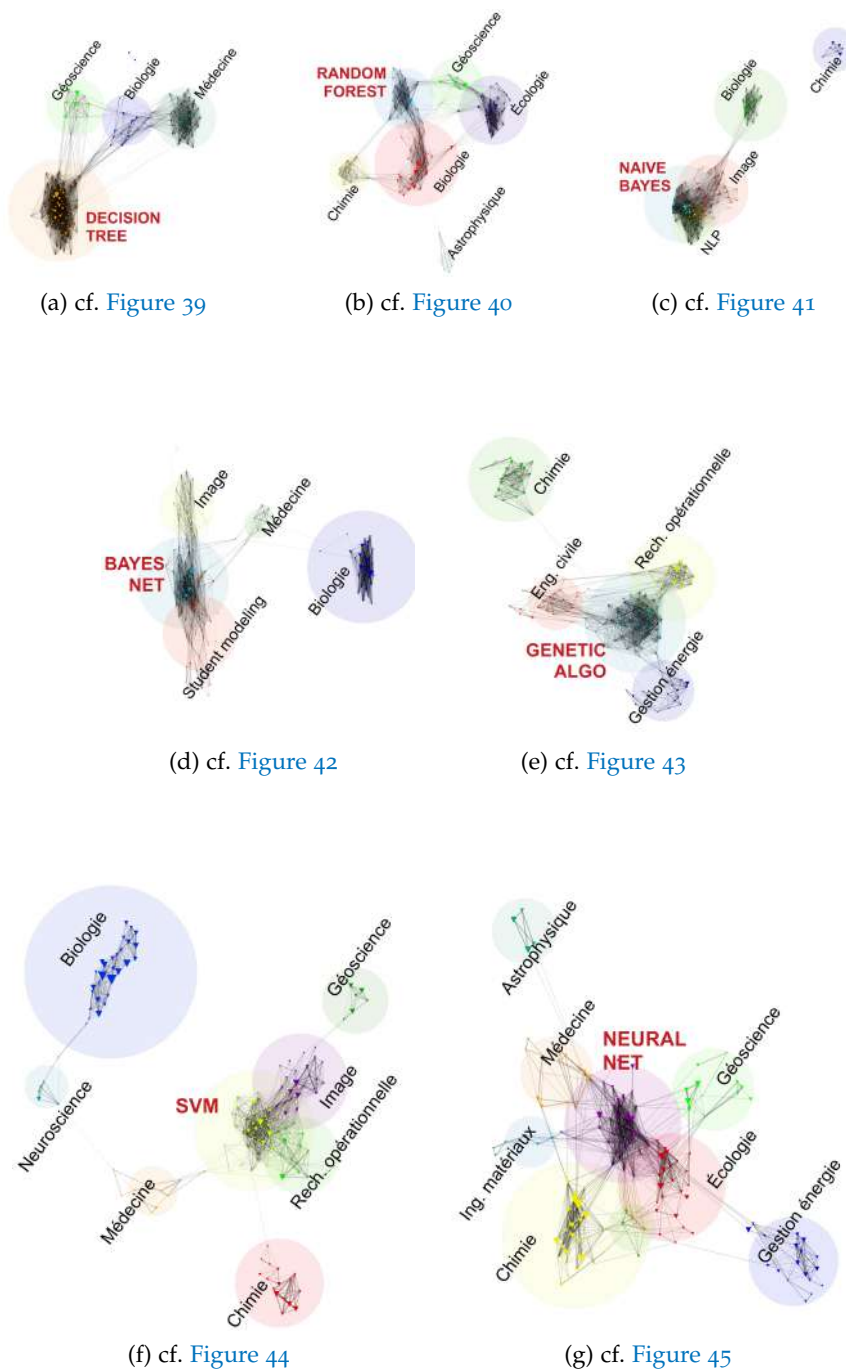 Géoscience
Biologie
Médecine
DECISION
TREE
(a) cf. Figure 39
RANDOM
FOREST
Géoscience
Écologie
Chimie
Biologie
Astrophysique
(b) cf. Figure 40
Chimie
Biologie
NAIVE
BAYES
Image
NLP
(c) cf. Figure 41
Image
Médecine
BAYES
NET
Biologie
Student modeling
(d) cf. Figure 42
Chimie
Rech. opérationnelle
Eng. civile
GENETIC
ALGO
Gestion énergie
(e) cf. Figure 43
Biologie
Géoscience
Neuroscience
SVM
Image
Rech. opérationnelle
Médecine
Chimie
(f) cf. Figure 44
Astrophysique
Médecine
NEURAL
NET
Géoscience
Ing. matériaux
Écologie
Chimie
Gestion énergie
(g) cf. Figure 45